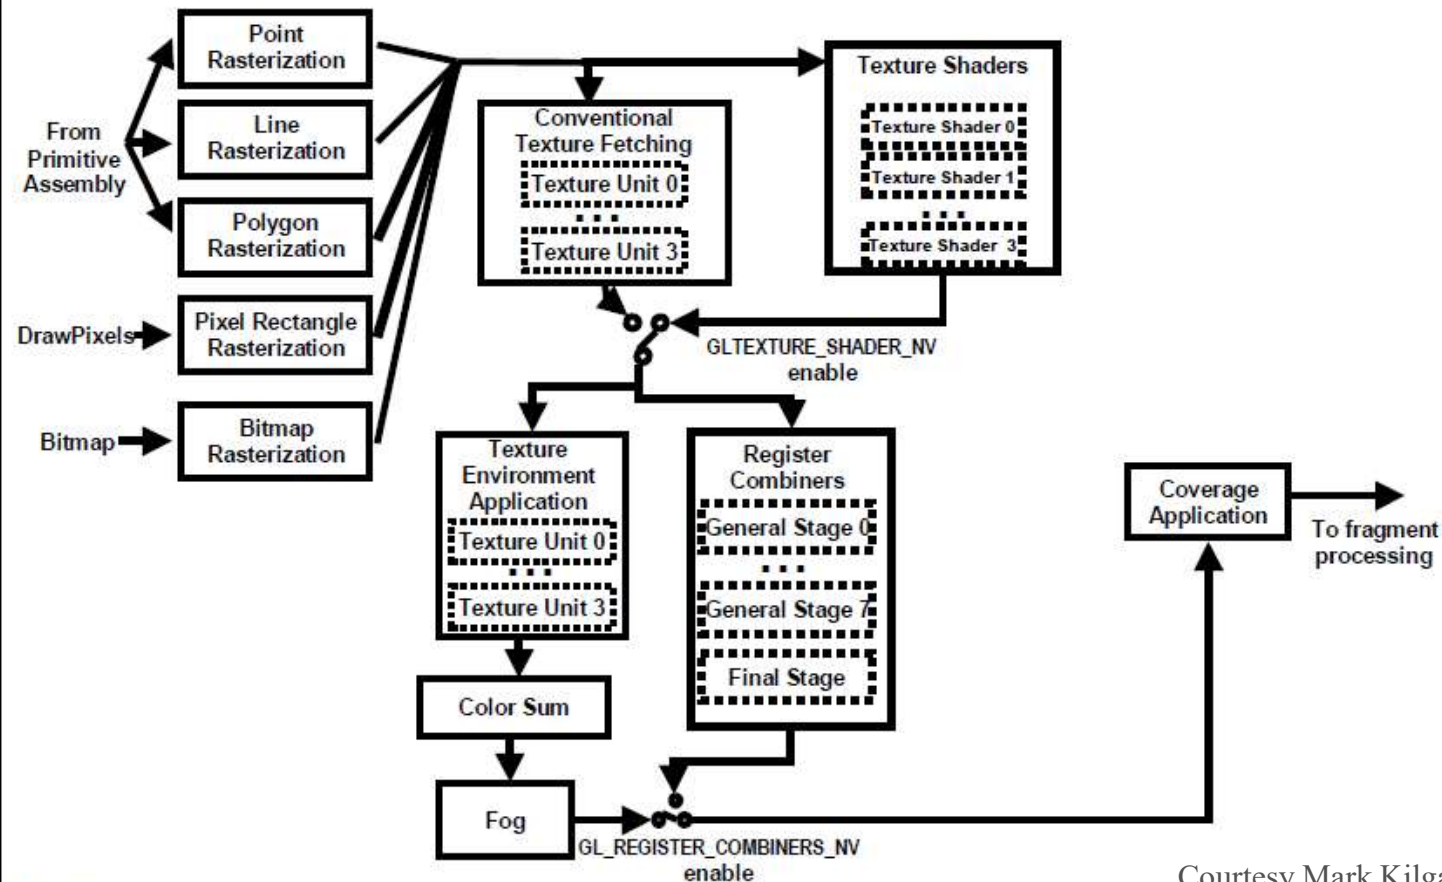 Point
Rasterization
Line
Rasterization
From
Primitive
Assembly
Polygon
Rasterization
DrawPixels
Pixel Rectangle
Rasterization
Bitmap
Bitmap
Rasterization
Conventional
Texture Fetching
Texture Unit 0
...
Texture Unit 3
Texture Shaders
Texture Shader 0
Texture Shader 1
...
Texture Shader 3
GLTEXTURE_SHADER_NV
enable
Texture
Environment
Application
Texture Unit 0
...
Texture Unit 3
Register
Combiners
General Stage 0
...
General Stage 7
Final Stage
Color Sum
Fog
GL_REGISTER_COMBINERS_NV
enable
Coverage
Application
To fragment
processing
Courtesy Mark